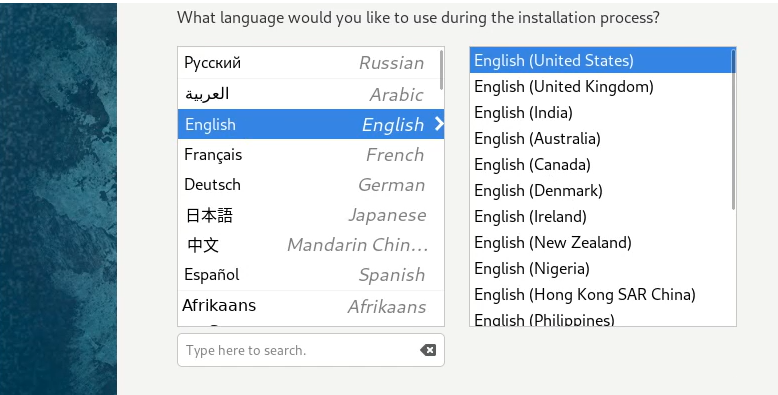 What language would you like to use during the installation process?
Русский Russian
العربية Arabic
English English
Français French
Deutsch German
日本語 Japanese
中文 Mandarin Chin…
Español Spanish
Afrikaans Afrikaans
Type here to search.
English (United States)
English (United Kingdom)
English (India)
English (Australia)
English (Canada)
English (Denmark)
English (Ireland)
English (New Zealand)
English (Nigeria)
English (Hong Kong SAR China)
English (Philippines)